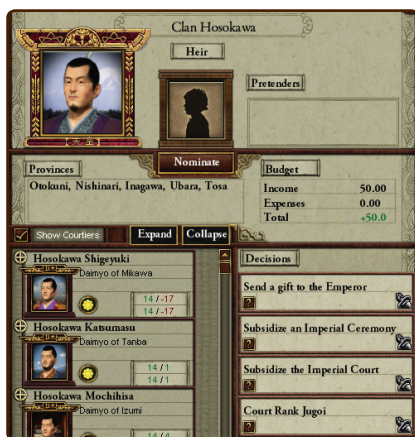 Clan Hosokawa
Heir
Pretenders
Nominate
Provinces
Otokuni, Nishinari, Inagawa, Ubara, Tosa
Budget
Income 50.00
Expenses 0.00
Total +50.0
Show Courtiers
Expand
Collapse
Hosokawa Shigeyuki
Daimyo of Mikawa
14 / -17
14 / -17
Hosokawa Katsumasu
Daimyo of Tanba
14 / 1
14 / 1
Hosokawa Mochihisa
Daimyo of Izumi
14 / 4
Decisions
Send a gift to the Emperor
?
Subsidize an Imperial Ceremony
?
Subsidize the Imperial Court
?
Court Rank Jugoi
?